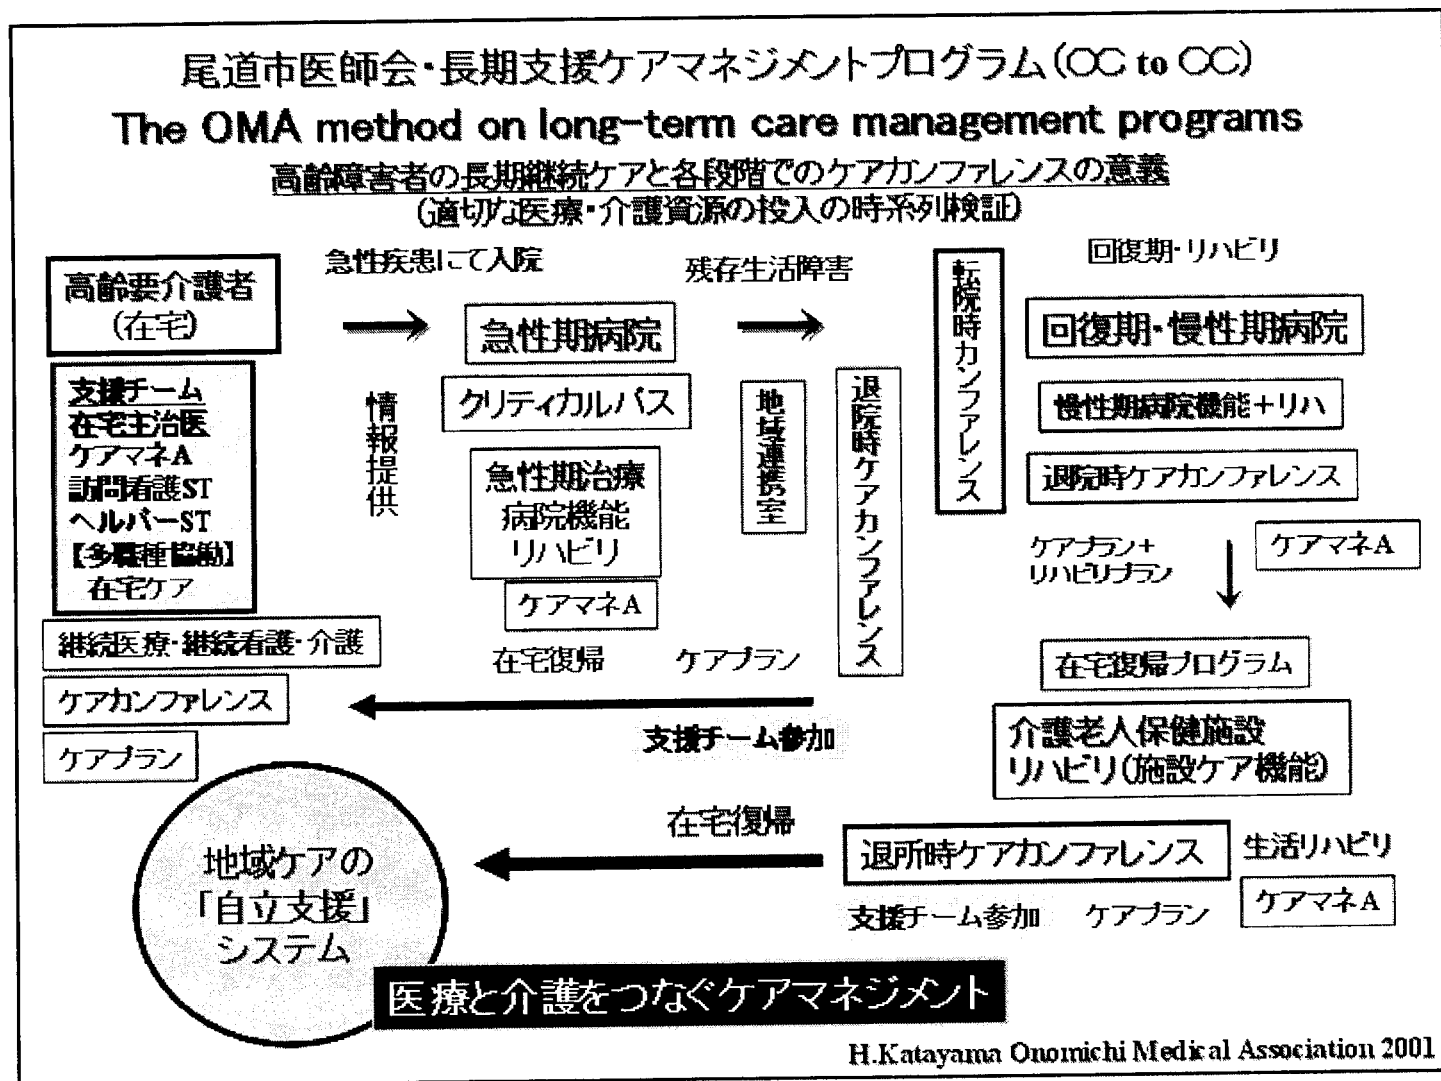 尾道市医師会・長期支援ケアマネジメントプログラム(CC to CC)
The OMA method on long-term care management programs
高齢障害者の長期継続ケアと各段階でのケアカンファレンスの意義
(適切な医療・介護資源の投入の時系列検証)
高齢要介護者
(在宅)
支援チーム
在宅主治医
ケアマネA
訪問看護ST
ヘルパーST
【多職種協働】
在宅ケア
継続医療・継続看護・介護
ケアカンファレンス
ケアプラン
急性疾患にて入院
情報提供
急性期病院
クリティカルパス
急性期治療
病院機能
リハビリ
ケアマネA
残存生活障害
地域連携室
退院時ケアカンファレンス
在宅復帰
ケアプラン
支援チーム参加
転院時カンファレンス
回復期・リハビリ
回復期・慢性期病院
慢性期病院機能+リハ
退院時ケアカンファレンス
ケアプラン+
リハビリプラン
ケアマネA
在宅復帰プログラム
介護老人保健施設
リハビリ(施設ケア機能)
退所時ケアカンファレンス
生活リハビリ
支援チーム参加
ケアプラン
ケアマネA
在宅復帰
地域ケアの
「自立支援」
システム
医療と介護をつなぐケアマネジメント
H.Katayama Onomichi Medical Association 2001